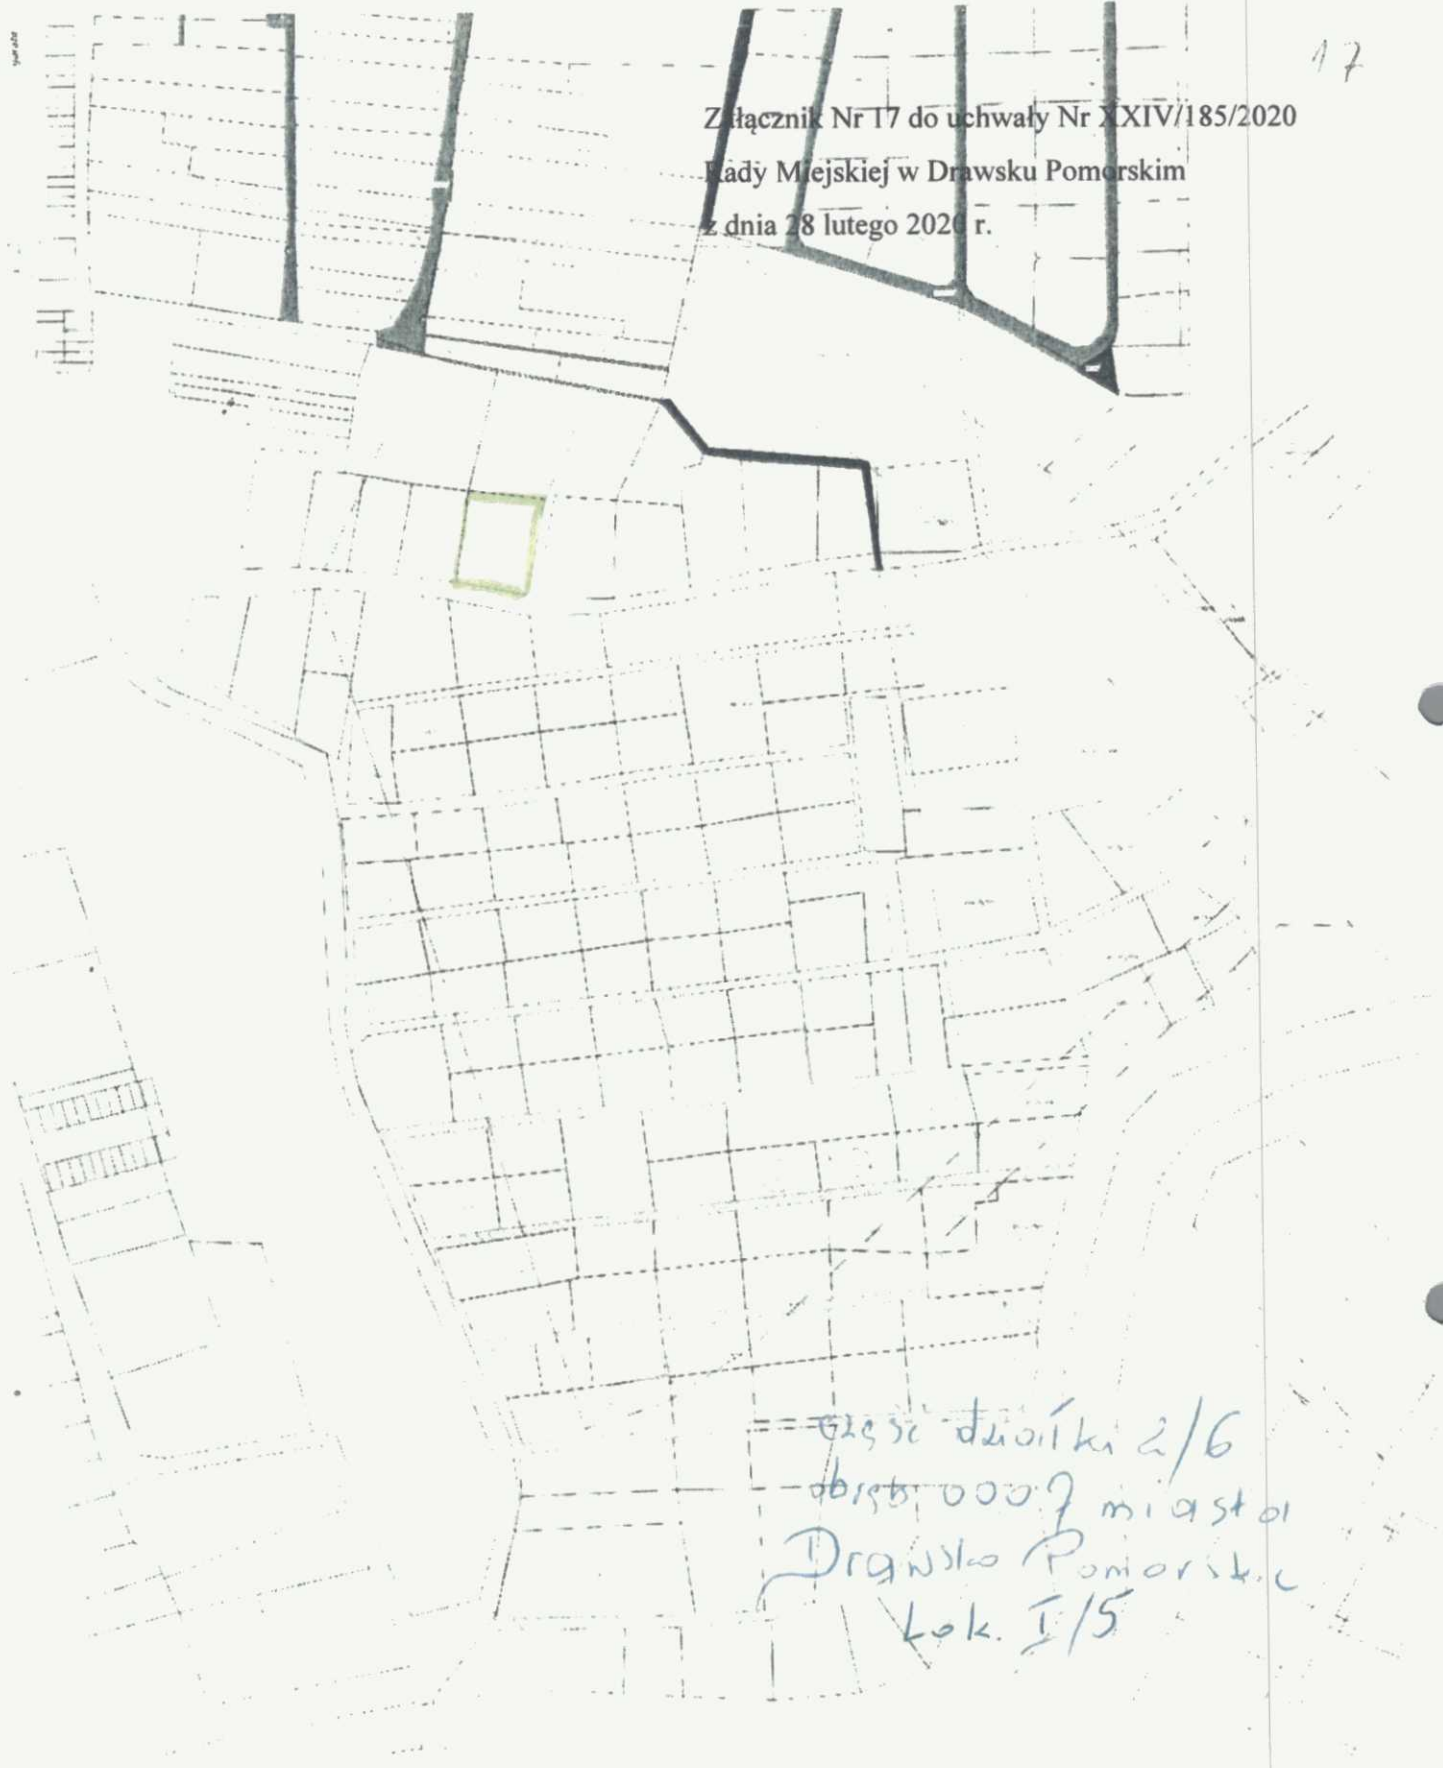 17
Załącznik Nr 17 do uchwały Nr XXIV/185/2020
Rady Miejskiej w Drawsku Pomorskim
z dnia 28 lutego 2020 r.
część działki 2/6
obręb 0007 miasta
Drawsko Pomorskie
Lok. I/5